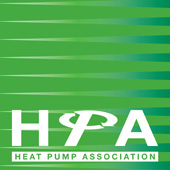 HPA
HEAT PUMP ASSOCIATION